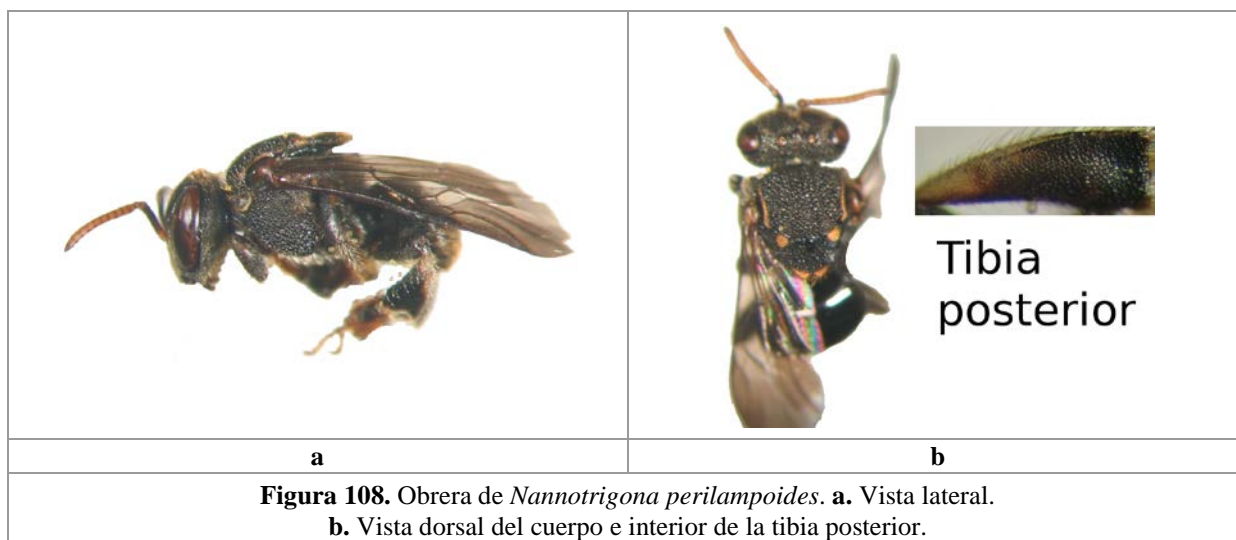 Tibia
posterior
a
b
Figura 108. Obrera de Nannotrigona perilampoides. a. Vista lateral.
b. Vista dorsal del cuerpo e interior de la tibia posterior.